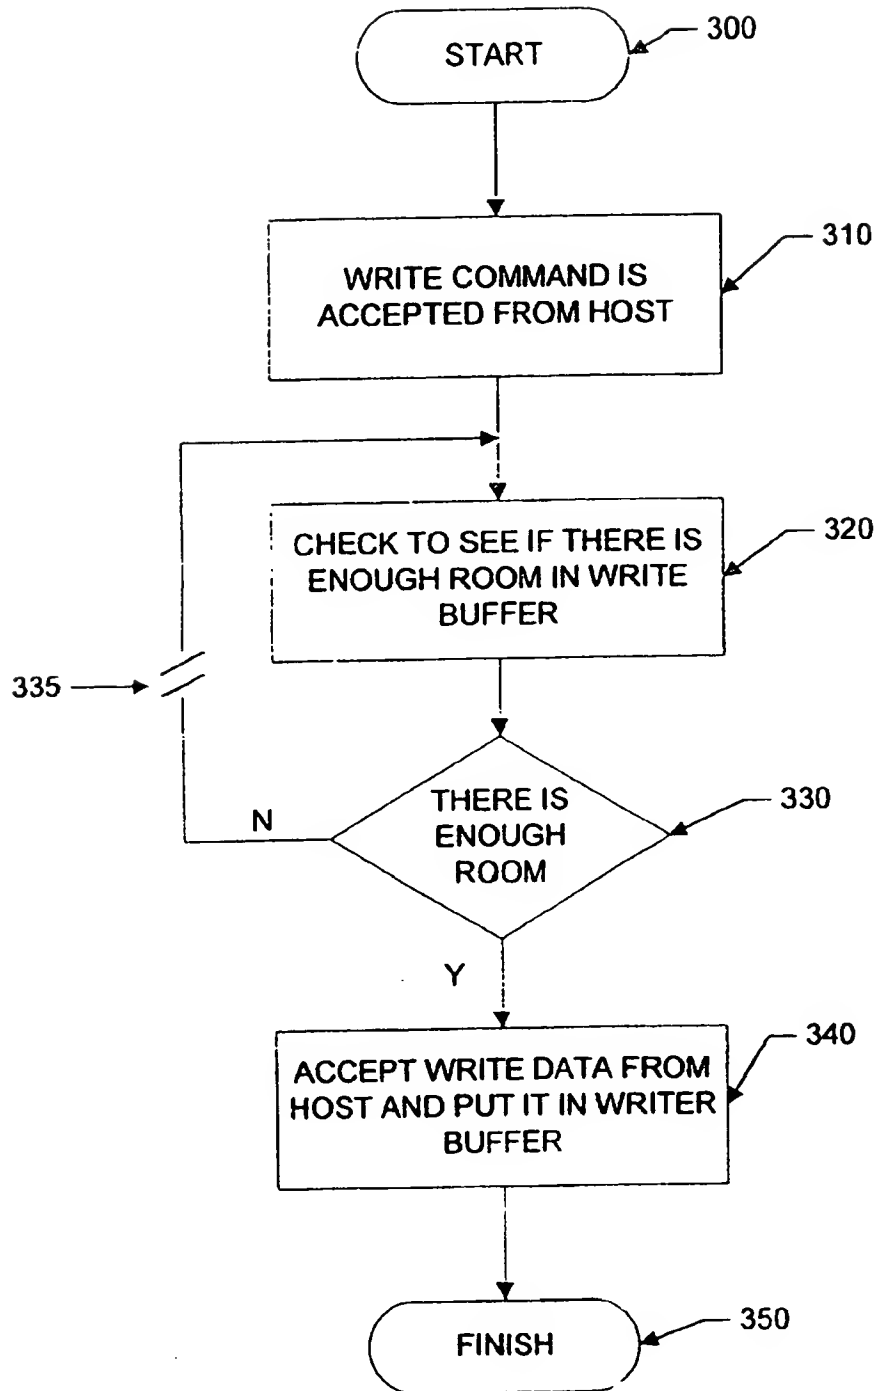 START
300
WRITE COMMAND IS
ACCEPTED FROM HOST
310
CHECK TO SEE IF THERE IS
ENOUGH ROOM IN WRITE
BUFFER
320
335
THERE IS
ENOUGH
ROOM
330
N
Y
ACCEPT WRITE DATA FROM
HOST AND PUT IT IN WRITER
BUFFER
340
FINISH
350